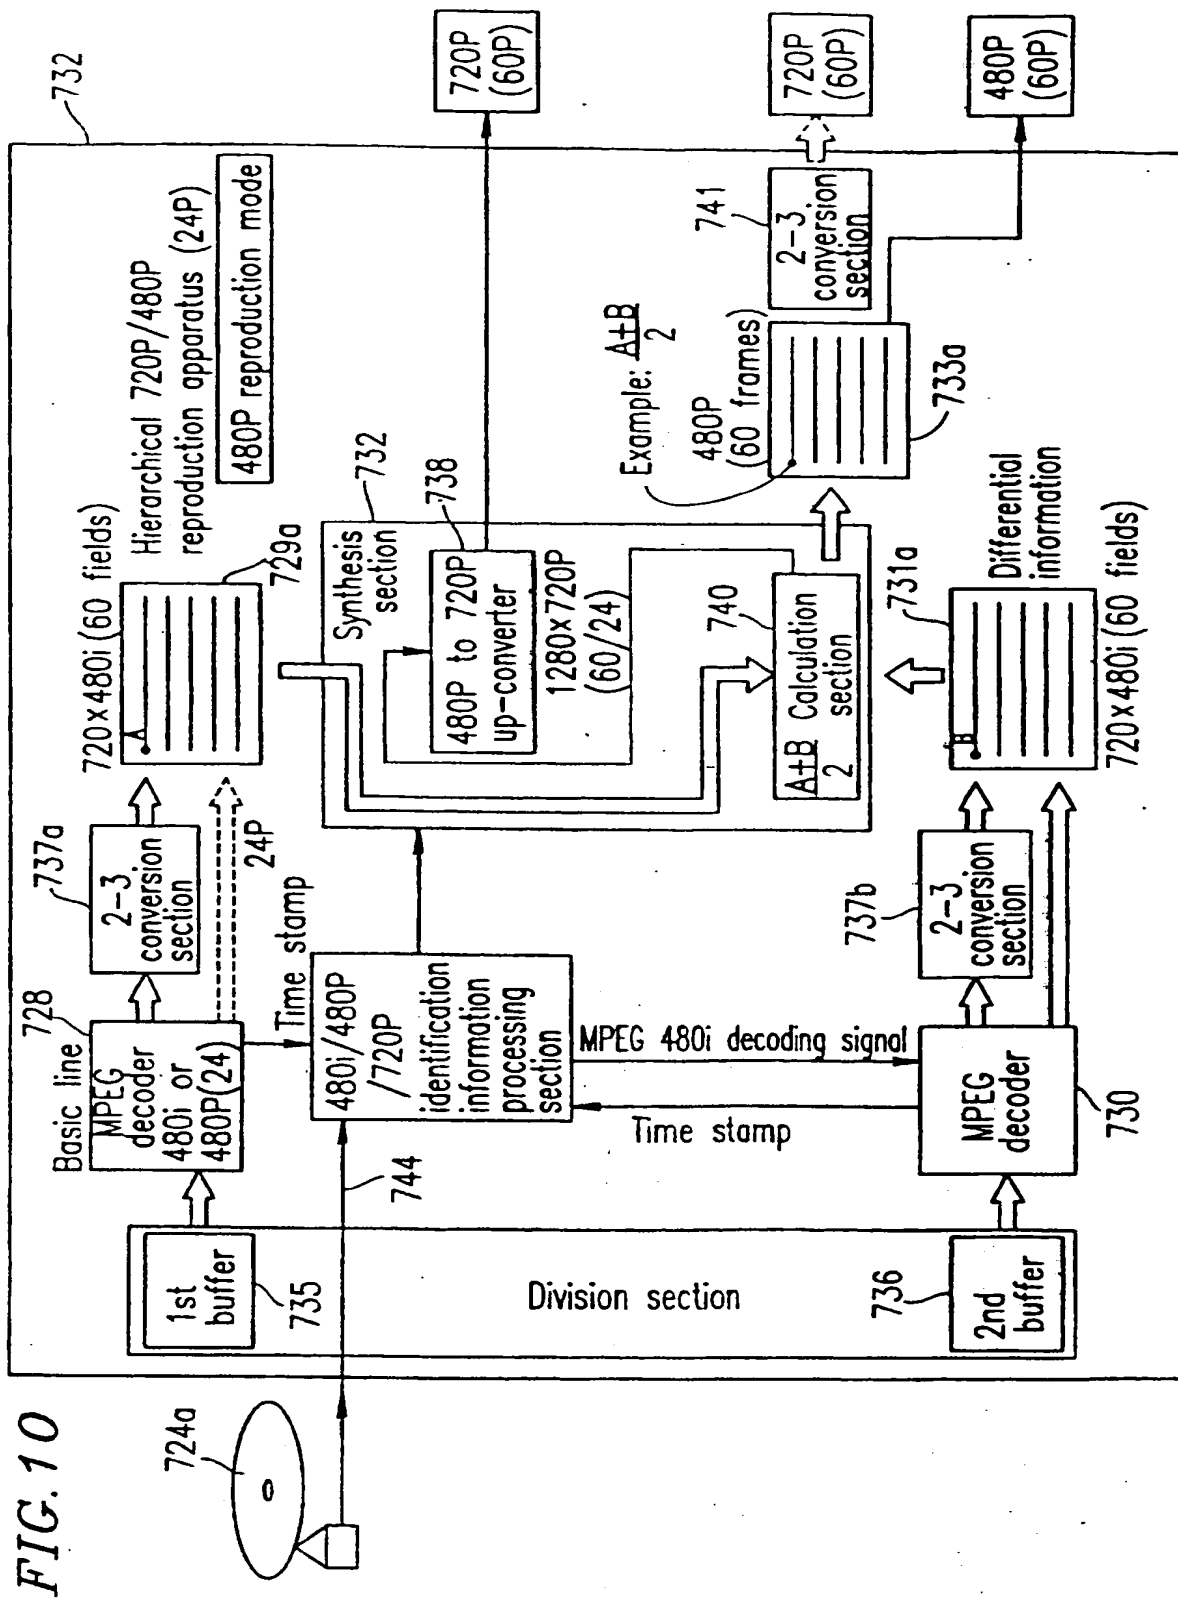 FIG. 10
724a
732
Hierarchical 720P/480P
reproduction apparatus (24P)
480P reproduction mode
1st
buffer
735
Division section
736
2nd
buffer
744
Basic line
728
MPEG
decoder
480i or
480P(24)
737a
2-3
conversion
section
24P
720x480i(60 fields)
A
729a
Time stamp
480i/480P
/720P
identification
information
processing
section
MPEG 480i decoding signal
Time stamp
MPEG
decoder
730
737b
2-3
conversion
section
B
731a
Differential
information
720x480i(60 fields)
Synthesis
section
732
738
480P to 720P
up-converter
1280x720P
(60/24)
740
A+B
2
Calculation
section
Example: A+B
2
480P
(60 frames)
733a
741
2-3
conversion
section
720P
(60P)
720P
(60P)
480P
(60P)